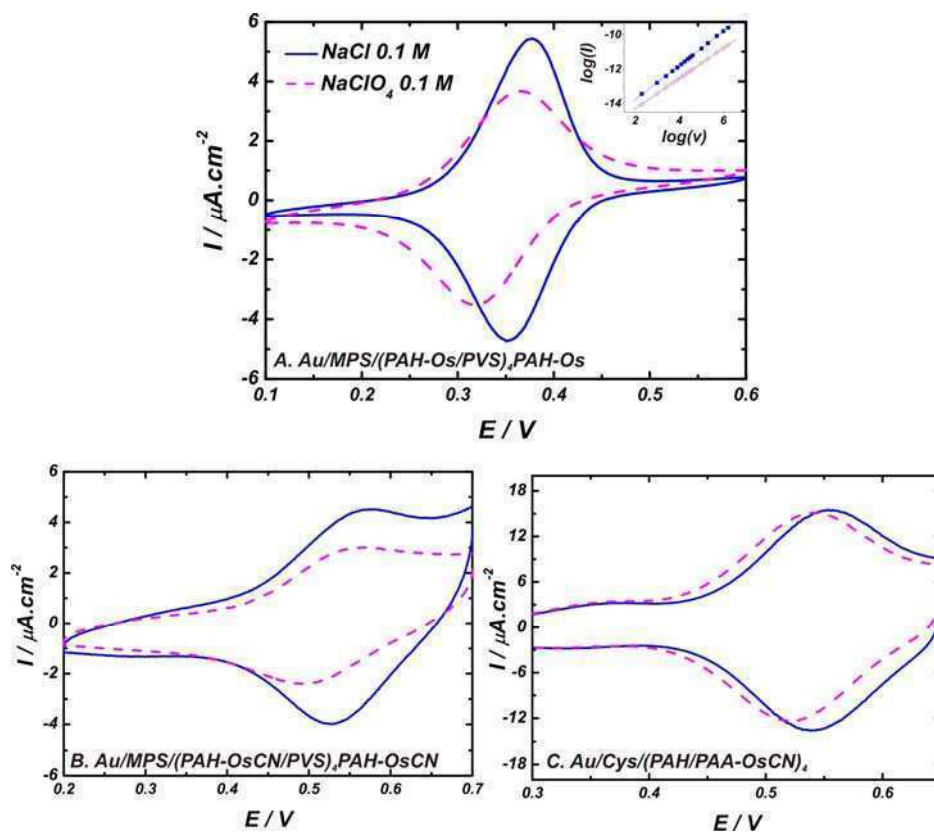 6
4
2
0
-2
-4
-6
I / μA.cm⁻²
NaCl 0.1 M
NaClO₄ 0.1 M
-10
-12
-14
log(I)
2 4 6
log(v)
A. Au/MPS/(PAH-Os/PVS)₄PAH-Os
0.1 0.2 0.3 0.4 0.5 0.6
E / V
6
4
2
0
-2
-4
-6
I / μA.cm⁻²
B. Au/MPS/(PAH-OsCN/PVS)₄PAH-OsCN
0.2 0.3 0.4 0.5 0.6 0.7
E / V
18
12
6
0
-6
-12
-18
I / μA.cm⁻²
C. Au/Cys/(PAH/PAA-OsCN)₄
0.3 0.4 0.5 0.6
E / V